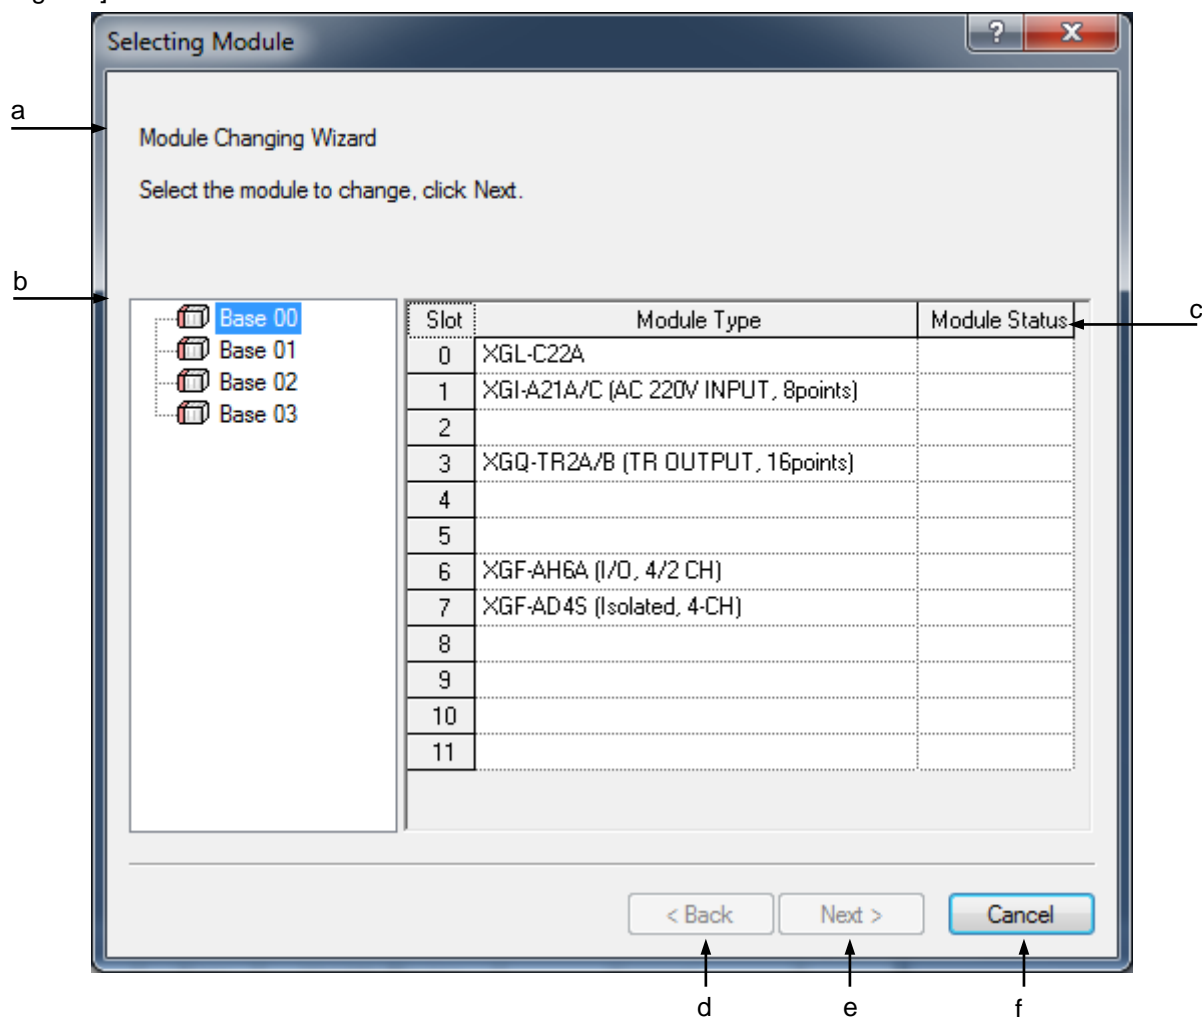 Selecting Module
?
X
a
Module Changing Wizard
Select the module to change, click Next.
b
Base 00
Base 01
Base 02
Base 03
Slot Module Type Module Status
c
0 XGL-C22A
1 XGI-A21A/C (AC 220V INPUT, 8points)
2
3 XGQ-TR2A/B (TR OUTPUT, 16points)
4
5
6 XGF-AH6A (I/O, 4/2 CH)
7 XGF-AD4S (Isolated, 4-CH)
8
9
10
11
< Back Next > Cancel
d e f